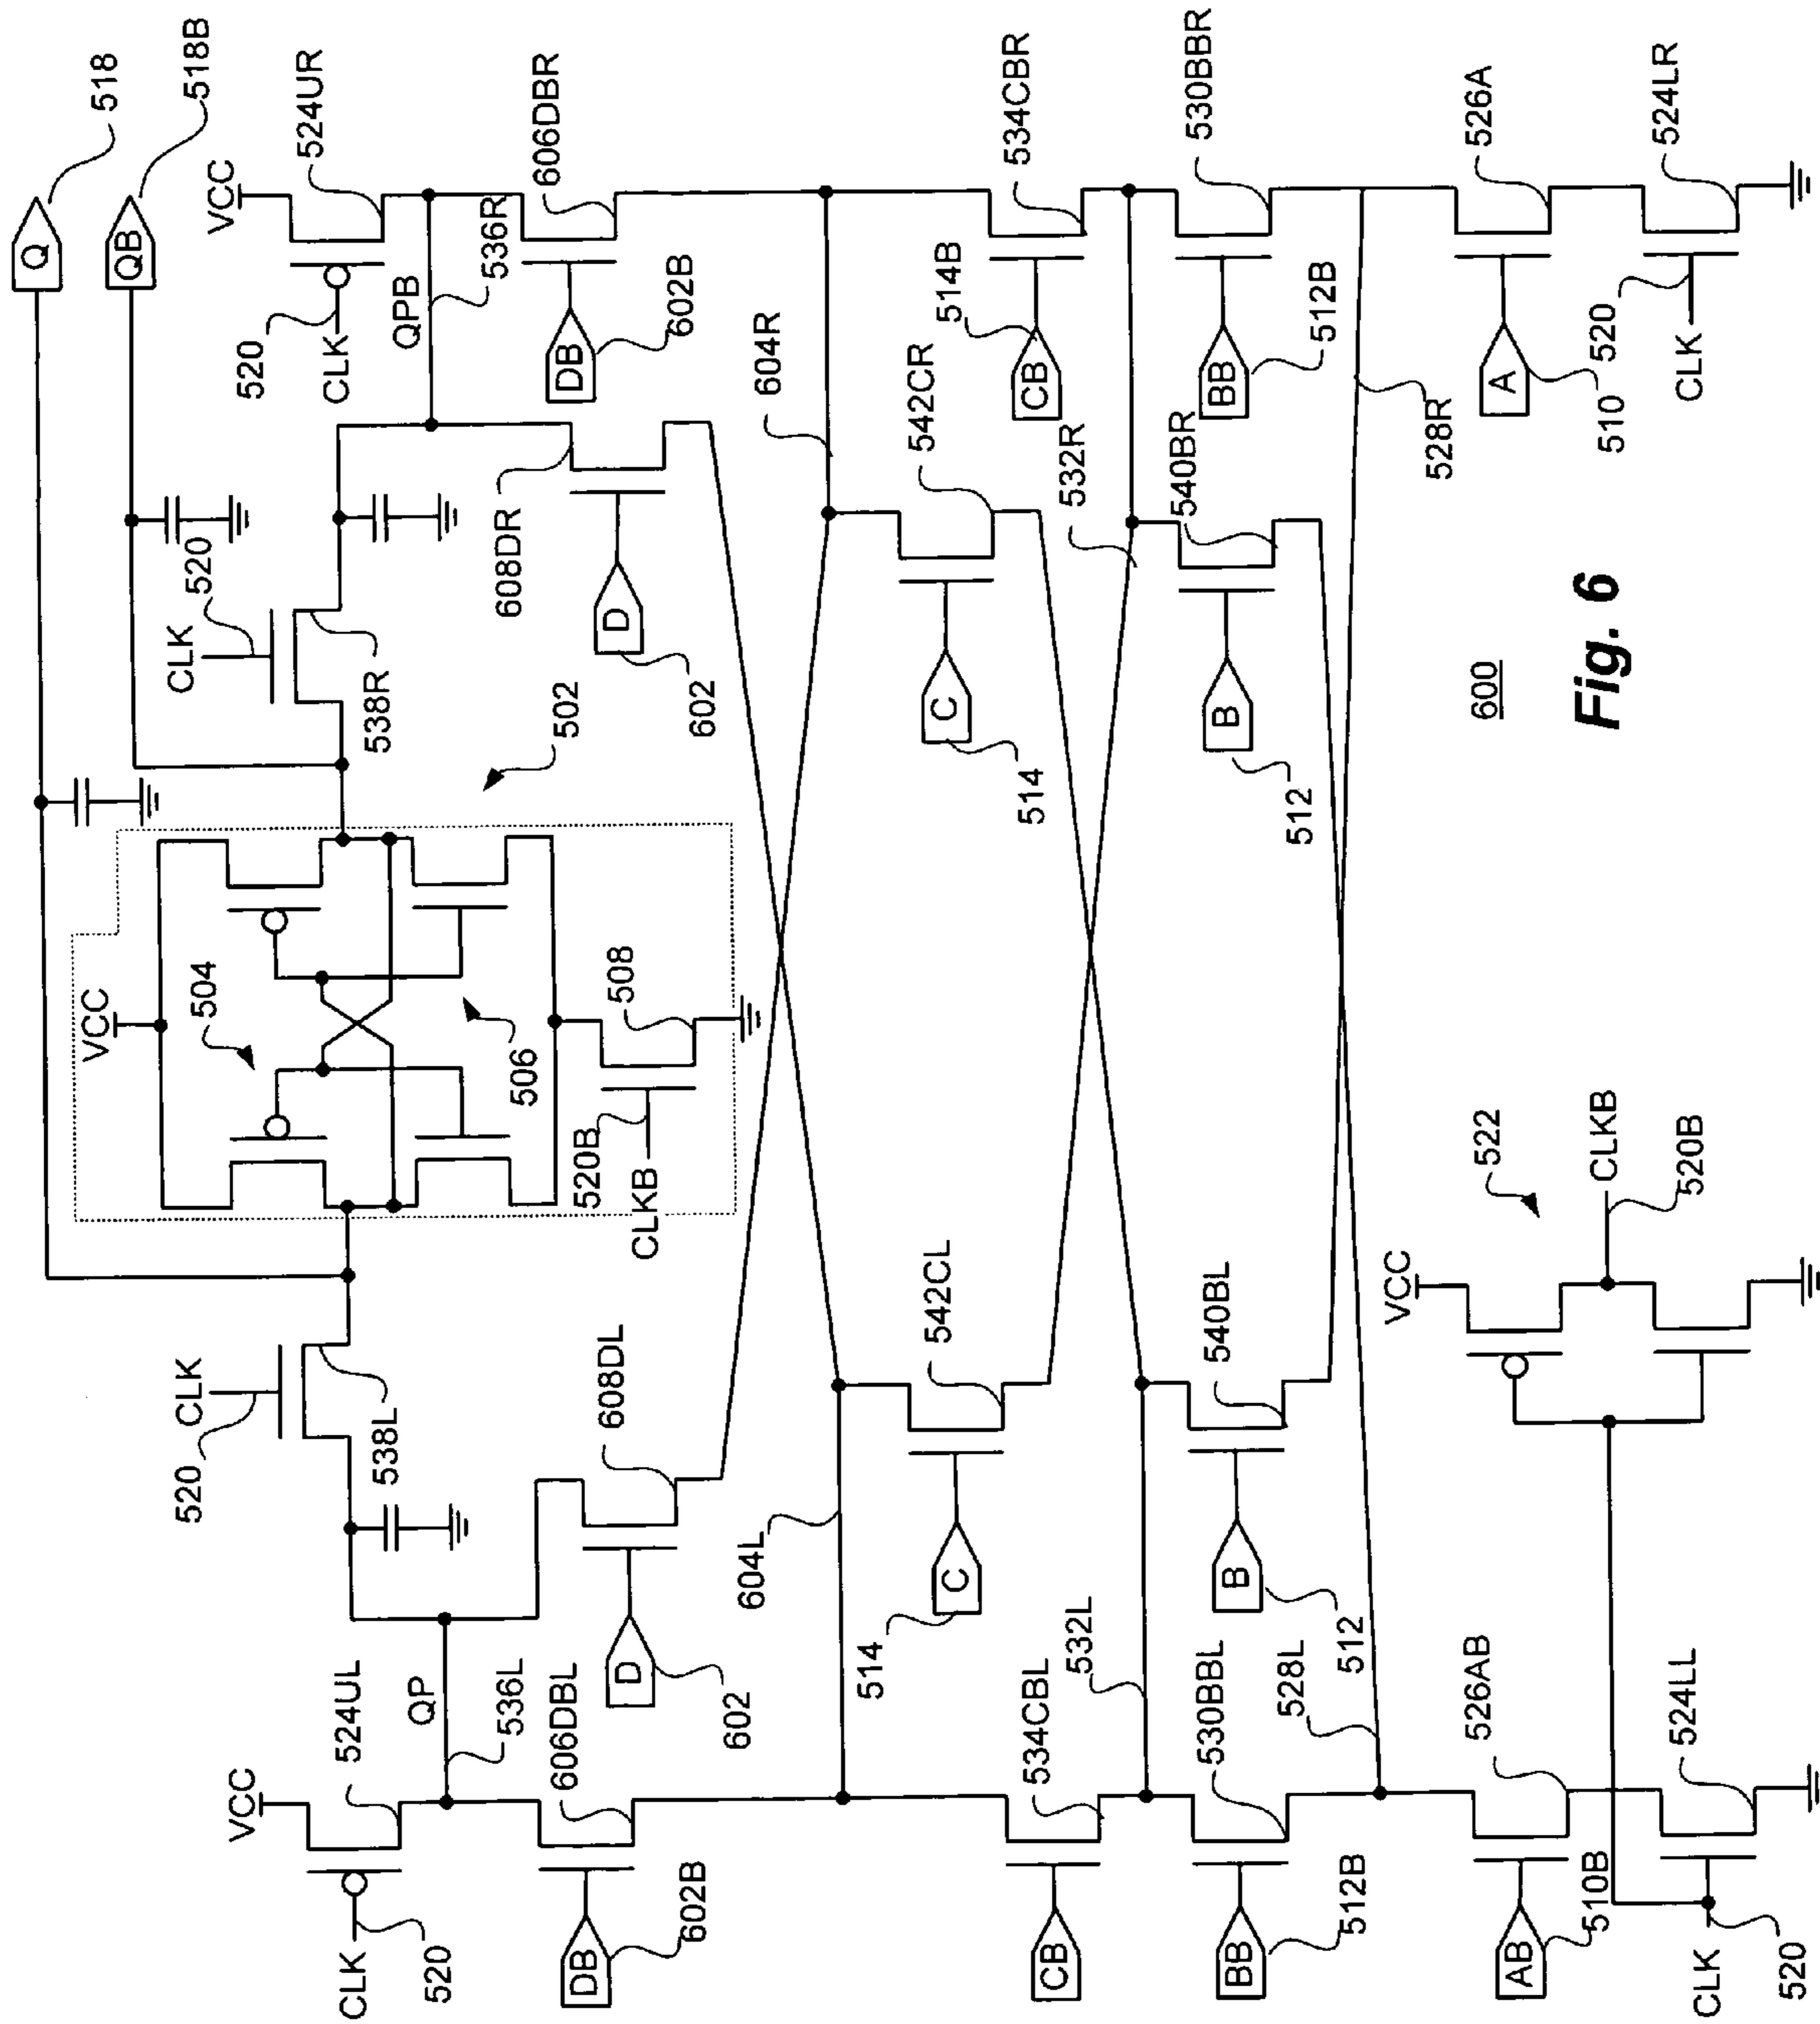 Q
518
QB
518B
VCC
524UR
520
CLK
QPB
536R
606DBR
DB
602B
CLK
520
538R
608DR
D
602
502
VCC
504
506
508
520B
CLKB
520
CLK
538L
VCC
524UL
CLK
520
QP
536L
606DBL
DB
602B
608DL
D
602
604R
604L
542CR
C
514
CB
514B
534CBR
542CL
C
514
534CBL
CB
532R
532L
BB
512B
530BBR
540BR
B
512
540BL
B
512
530BBL
BB
512B
528R
528L
A
510
526A
CLK
520
524LR
526AB
AB
510B
524LL
CLK
520
VCC
522
CLKB
520B
600
Fig. 6